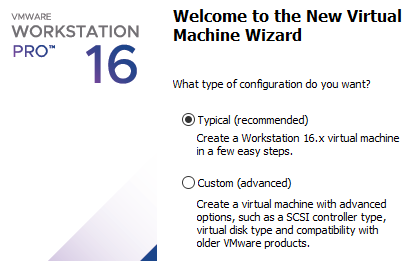 VMWARE
WORKSTATION
PRO™ 16
Welcome to the New Virtual
Machine Wizard
What type of configuration do you want?
Typical (recommended)
Create a Workstation 16.x virtual machine
in a few easy steps.
Custom (advanced)
Create a virtual machine with advanced
options, such as a SCSI controller type,
virtual disk type and compatibility with
older VMware products.